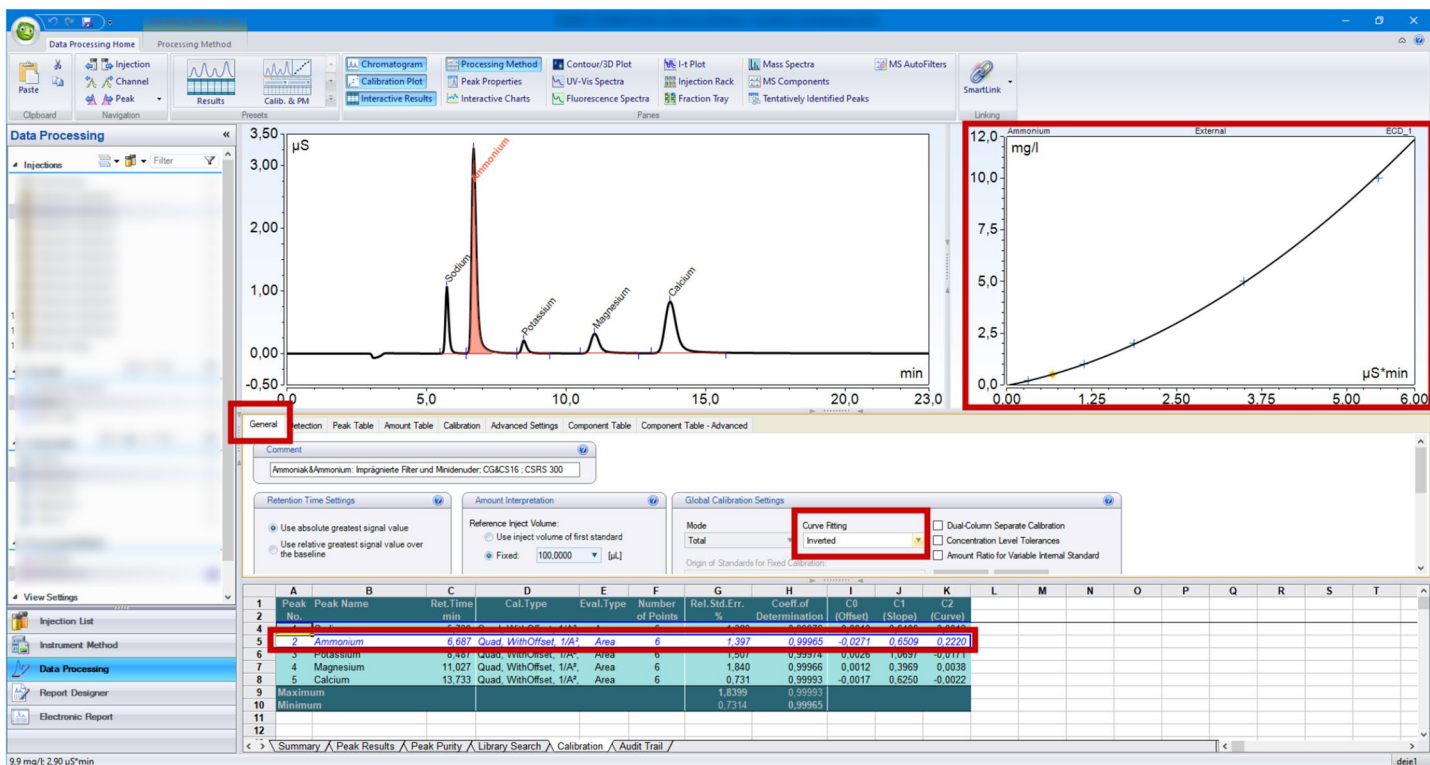 Data Processing Home Processing Method
Paste
Injection
Channel
Peak
Clipboard
Navigation
Results
Calib. & PM
Presets
Chromatogram Processing Method Contour/3D Plot I-t Plot Mass Spectra MS AutoFilters
Calibration Plot Peak Properties UV-Vis Spectra Injection Rack MS Components
Interactive Results Interactive Charts Fluorescence Spectra Fraction Tray Tentatively Identified Peaks
Panes
SmartLink
Linking
Data Processing
Injections
Filter
View Settings
Injection List
Instrument Method
Data Processing
Report Designer
Electronic Report
3,50
3,00
2,00
1,00
0,00
-0,50
µS
Sodium
Ammonium
Potassium
Magnesium
Calcium
min
0,0 5,0 10,0 15,0 20,0 23,0
Ammonium External ECD_1
12,0
mg/l
10,0
7,5
5,0
2,5
0,0
µS*min
0,00 1,25 2,50 3,75 5,00 6,00
General Detection Peak Table Amount Table Calibration Advanced Settings Component Table Component Table - Advanced
Comment
Ammoniak&Ammonium: Imprägnierte Filter und Minidenuder; CG&CS16 ; CSRS 300
Retention Time Settings
Use absolute greatest signal value
Use relative greatest signal value over
the baseline
Amount Interpretation
Reference Inject Volume:
Use inject volume of first standard
Fixed: 100,0000 [µL]
Global Calibration Settings
Mode
Total
Curve Fitting
Inverted
Origin of Standards for Fixed Calibration:
Dual-Column Separate Calibration
Concentration Level Tolerances
Amount Ratio for Variable Internal Standard
A B C D E F G H I J K L M N O P Q R S T
1 Peak Peak Name Ret.Time Cal.Type Eval.Type Number Rel.Std.Err. Coeff.of C0 C1 C2
2 No. min of Points % Determination (Offset) (Slope) (Curve)
4
5 2 Ammonium 6,687 Quad, WithOffset, 1/A², Area 6 1,397 0,99965 -0,0271 0,6509 0,2220
6 3 Potassium 8,487 Quad, WithOffset, 1/A², Area 6 1,507 0,99974 0,0026 1,0697 -0,0171
7 4 Magnesium 11,027 Quad, WithOffset, 1/A², Area 6 1,840 0,99966 0,0012 0,3969 0,0038
8 5 Calcium 13,733 Quad, WithOffset, 1/A², Area 6 0,731 0,99993 -0,0017 0,6250 -0,0022
9 Maximum 1,8399 0,99993
10 Minimum 0,7314 0,99965
11
12
Summary Peak Results Peak Purity Library Search Calibration Audit Trail
9.9 mg/l; 2,90 µS*min
deje1